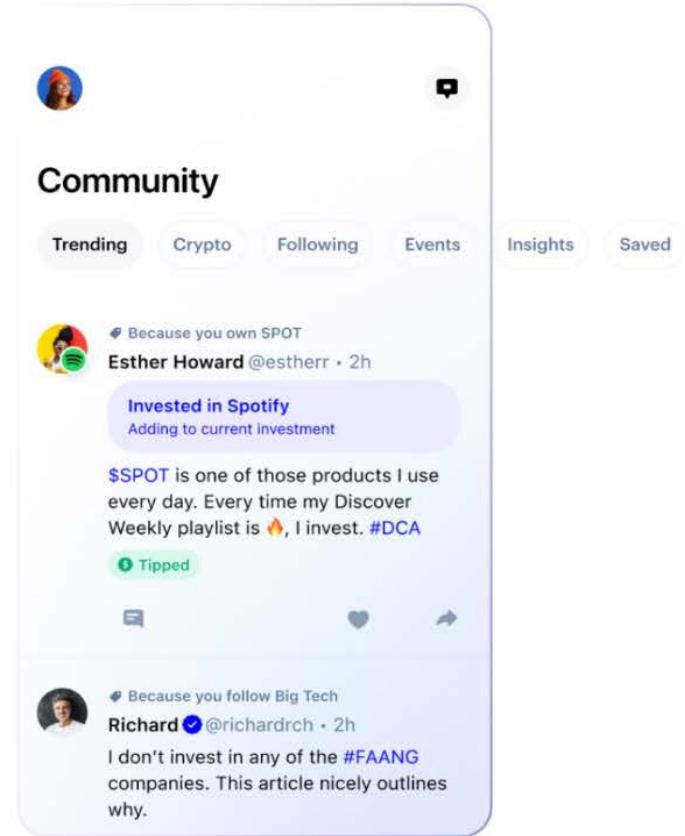 Community
Trending Crypto Following Events Insights Saved
Because you own SPOT
Esther Howard @estherr • 2h
Invested in Spotify
Adding to current investment
$SPOT is one of those products I use
every day. Every time my Discover
Weekly playlist is 🔥, I invest. #DCA
Tipped
Because you follow Big Tech
Richard @richardrch • 2h
I don't invest in any of the #FAANG
companies. This article nicely outlines
why.